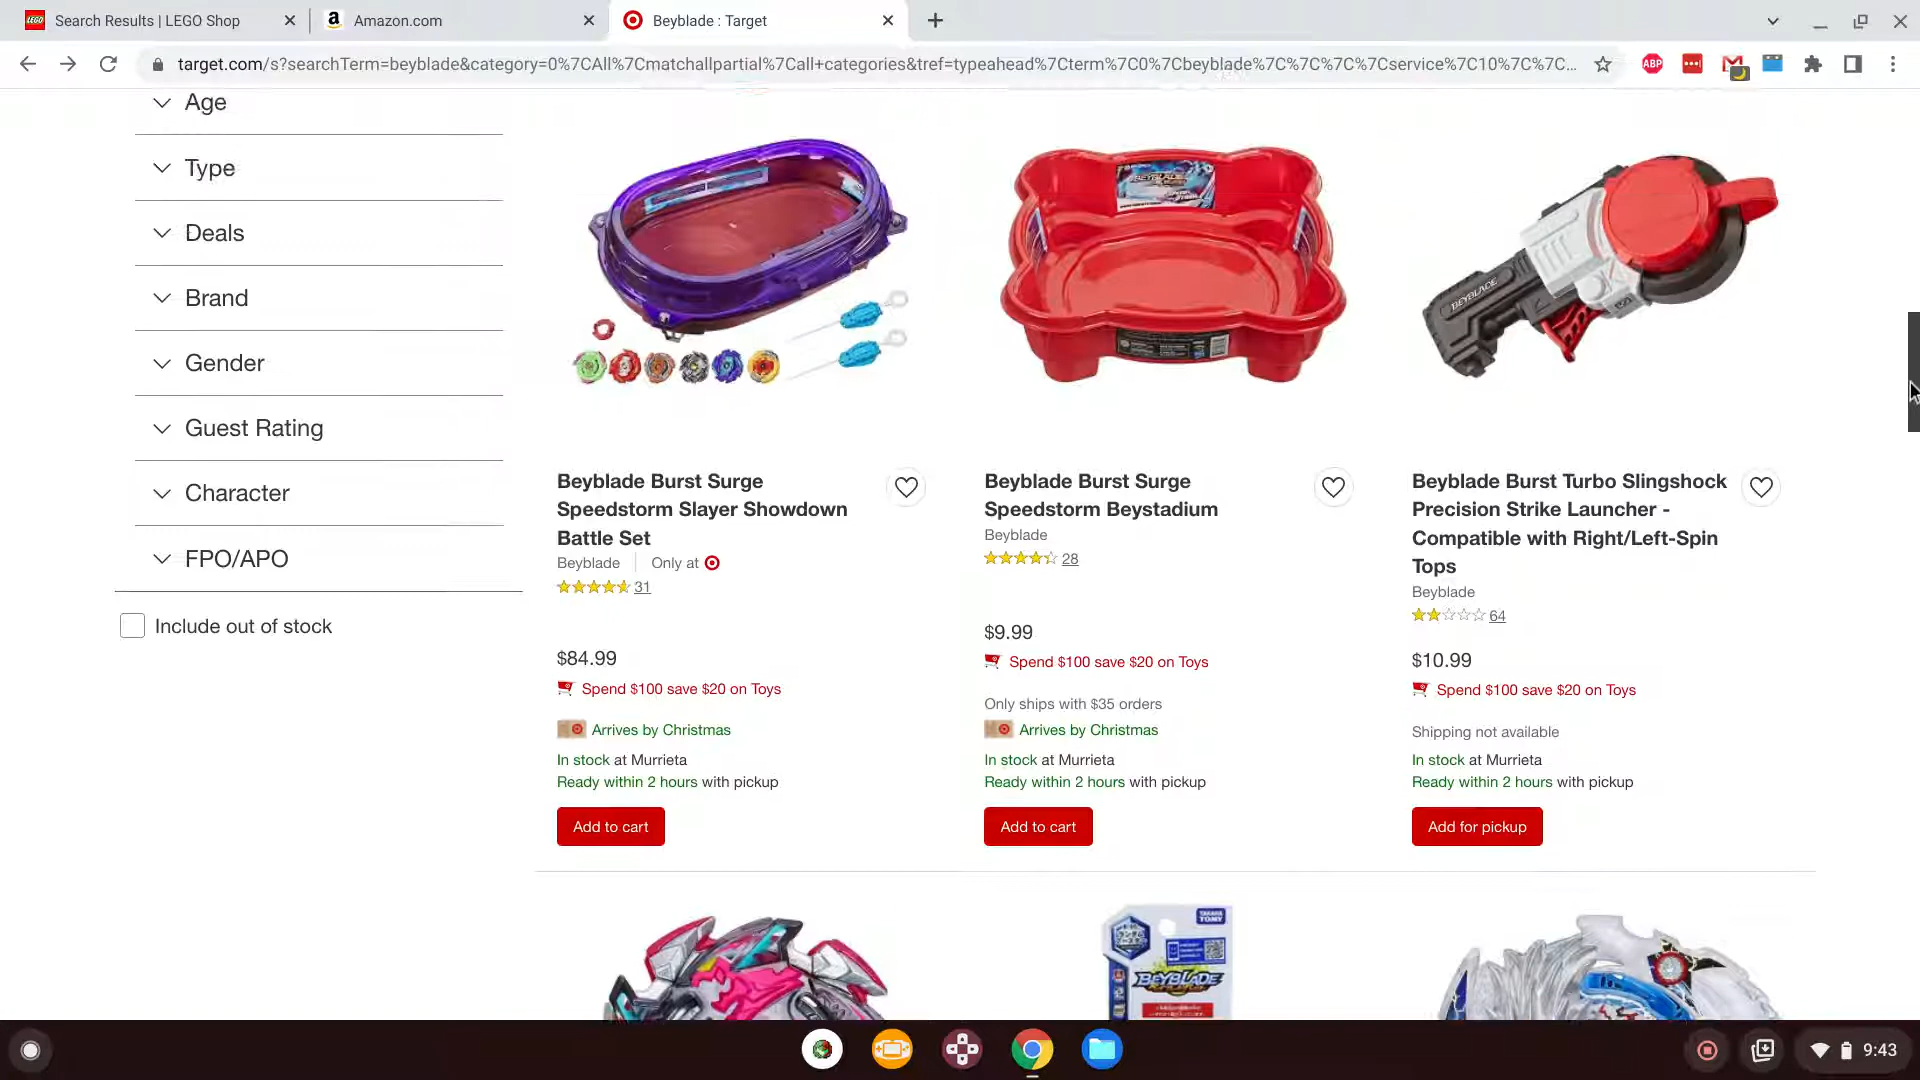 Search Results | LEGO Shop
Amazon.com
Beyblade : Target
target.com/s?searchTerm=beyblade&category=0%7CAll%7Cmatchallpartial%7Call+categories&tref=typeahead%7Cterm%7C0%7Cbeyblade%7C%7C%7C%7Cservice%7C10%7C%7C...
ABP
Age
Type
Deals
Brand
Gender
Guest Rating
Character
FPO/APO
Include out of stock
BEYBLADE
BEYBLADE
Beyblade Burst Surge
Speedstorm Slayer Showdown
Battle Set
Beyblade
Only at
31
$84.99
Spend $100 save $20 on Toys
Arrives by Christmas
In stock at Murrieta
Ready within 2 hours with pickup
Add to cart
Beyblade Burst Surge
Speedstorm Beystadium
Beyblade
28
$9.99
Spend $100 save $20 on Toys
Only ships with $35 orders
Arrives by Christmas
In stock at Murrieta
Ready within 2 hours with pickup
Add to cart
Beyblade Burst Turbo Slingshock
Precision Strike Launcher -
Compatible with Right/Left-Spin
Tops
Beyblade
64
$10.99
Spend $100 save $20 on Toys
Shipping not available
In stock at Murrieta
Ready within 2 hours with pickup
Add for pickup
TAKARA
TOMY
BEYBLADE
9:43